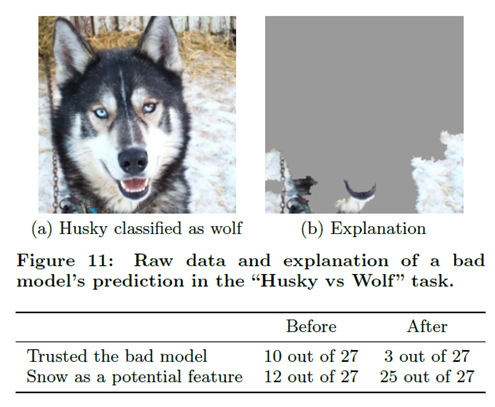 (a) Husky classified as wolf
(b) Explanation
Figure 11: Raw data and explanation of a bad
model's prediction in the "Husky vs Wolf" task.
Before After
Trusted the bad model 10 out of 27 3 out of 27
Snow as a potential feature 12 out of 27 25 out of 27